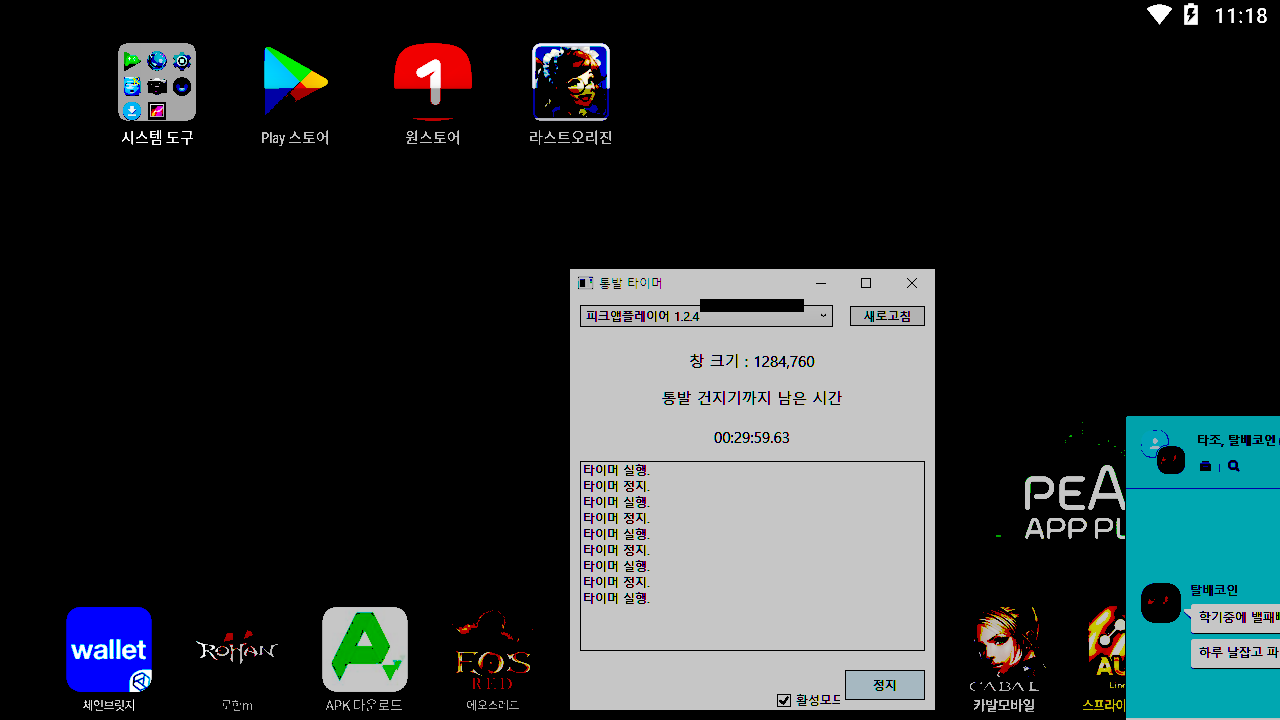 11:18
시스템 도구
Play 스토어
원스토어
라스트오리진
통발 타이머
피크앱플레이어 1.2.4
새로고침
창 크기 : 1284,760
통발 건지기까지 남은 시간
00:29:59.63
타이머 실행.
타이머 정지.
타이머 실행.
타이머 정지.
타이머 실행.
타이머 정지.
타이머 실행.
타이머 정지.
타이머 실행.
활성모드
정지
PEA
APP PL
타조, 탈배코인
탈배코인
학기중에 밸패
하루 날잡고 파
wallet
체인브릿지
ROHAN
로한m
APK 다운로드
EOS
RED
에오스레드
CABAL
카발모바일
AU
Lin
스프라이